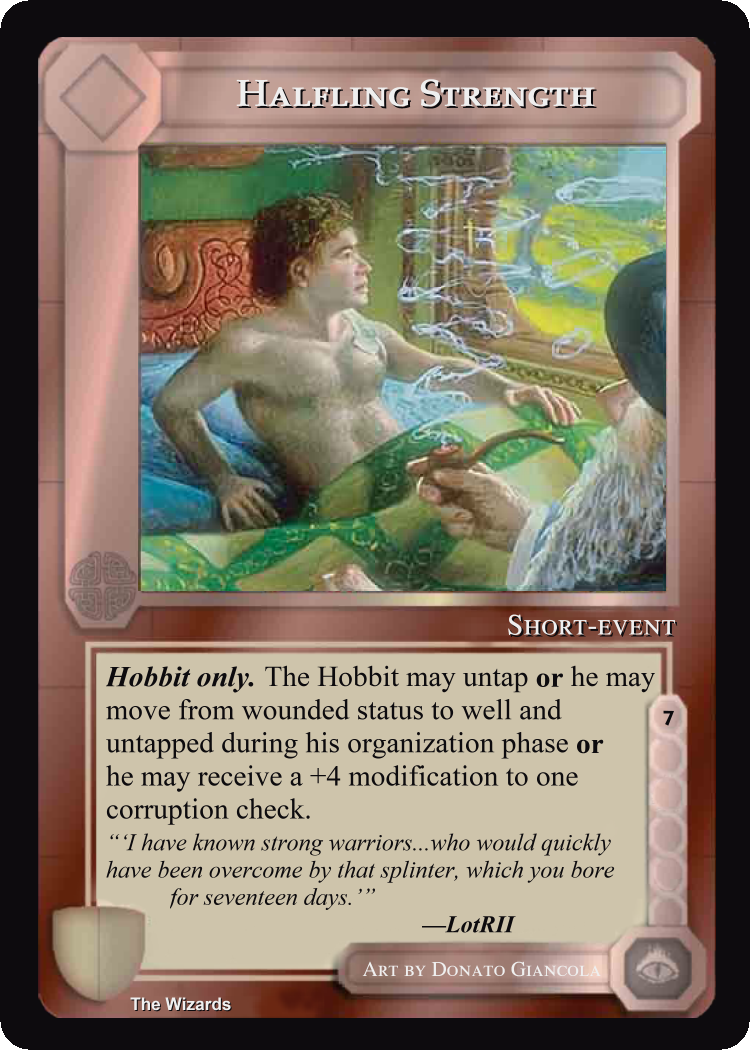 Halfling Strength
Short-event
Hobbit only. The Hobbit may untap or he may
move from wounded status to well and
untapped during his organization phase or
he may receive a +4 modification to one
corruption check.
7
“‘I have known strong warriors...who would quickly
have been overcome by that splinter, which you bore
for seventeen days.’”
—LotRII
Art by Donato Giancola
The Wizards